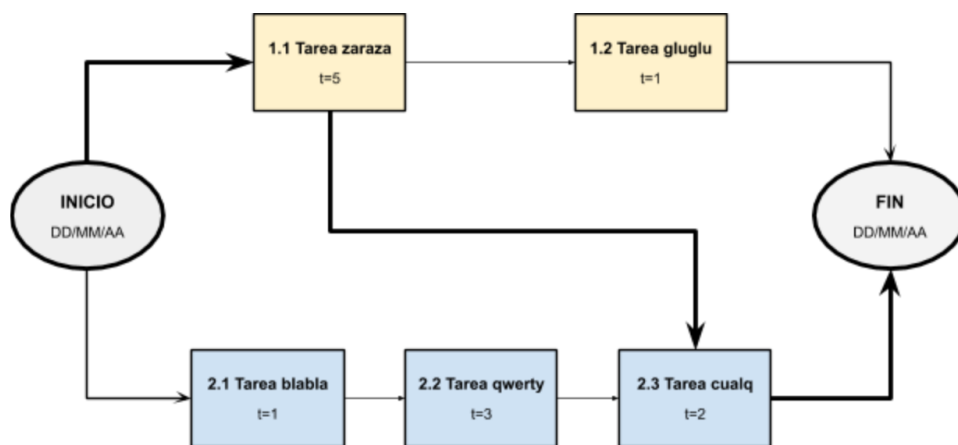 1.1 Tarea zaraza
t=5
1.2 Tarea gluglu
t=1
INICIO
DD/MM/AA
FIN
DD/MM/AA
2.1 Tarea blabla
t=1
2.2 Tarea qwerty
t=3
2.3 Tarea cualq
t=2